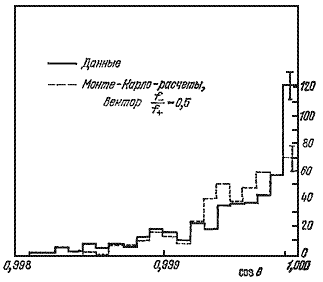 Данные
Монте-Карло-расчеты,
Вектор f₋/f₊ = 0,5
120
100
80
60
40
20
0
0,998
0,999
1,000
cos θ